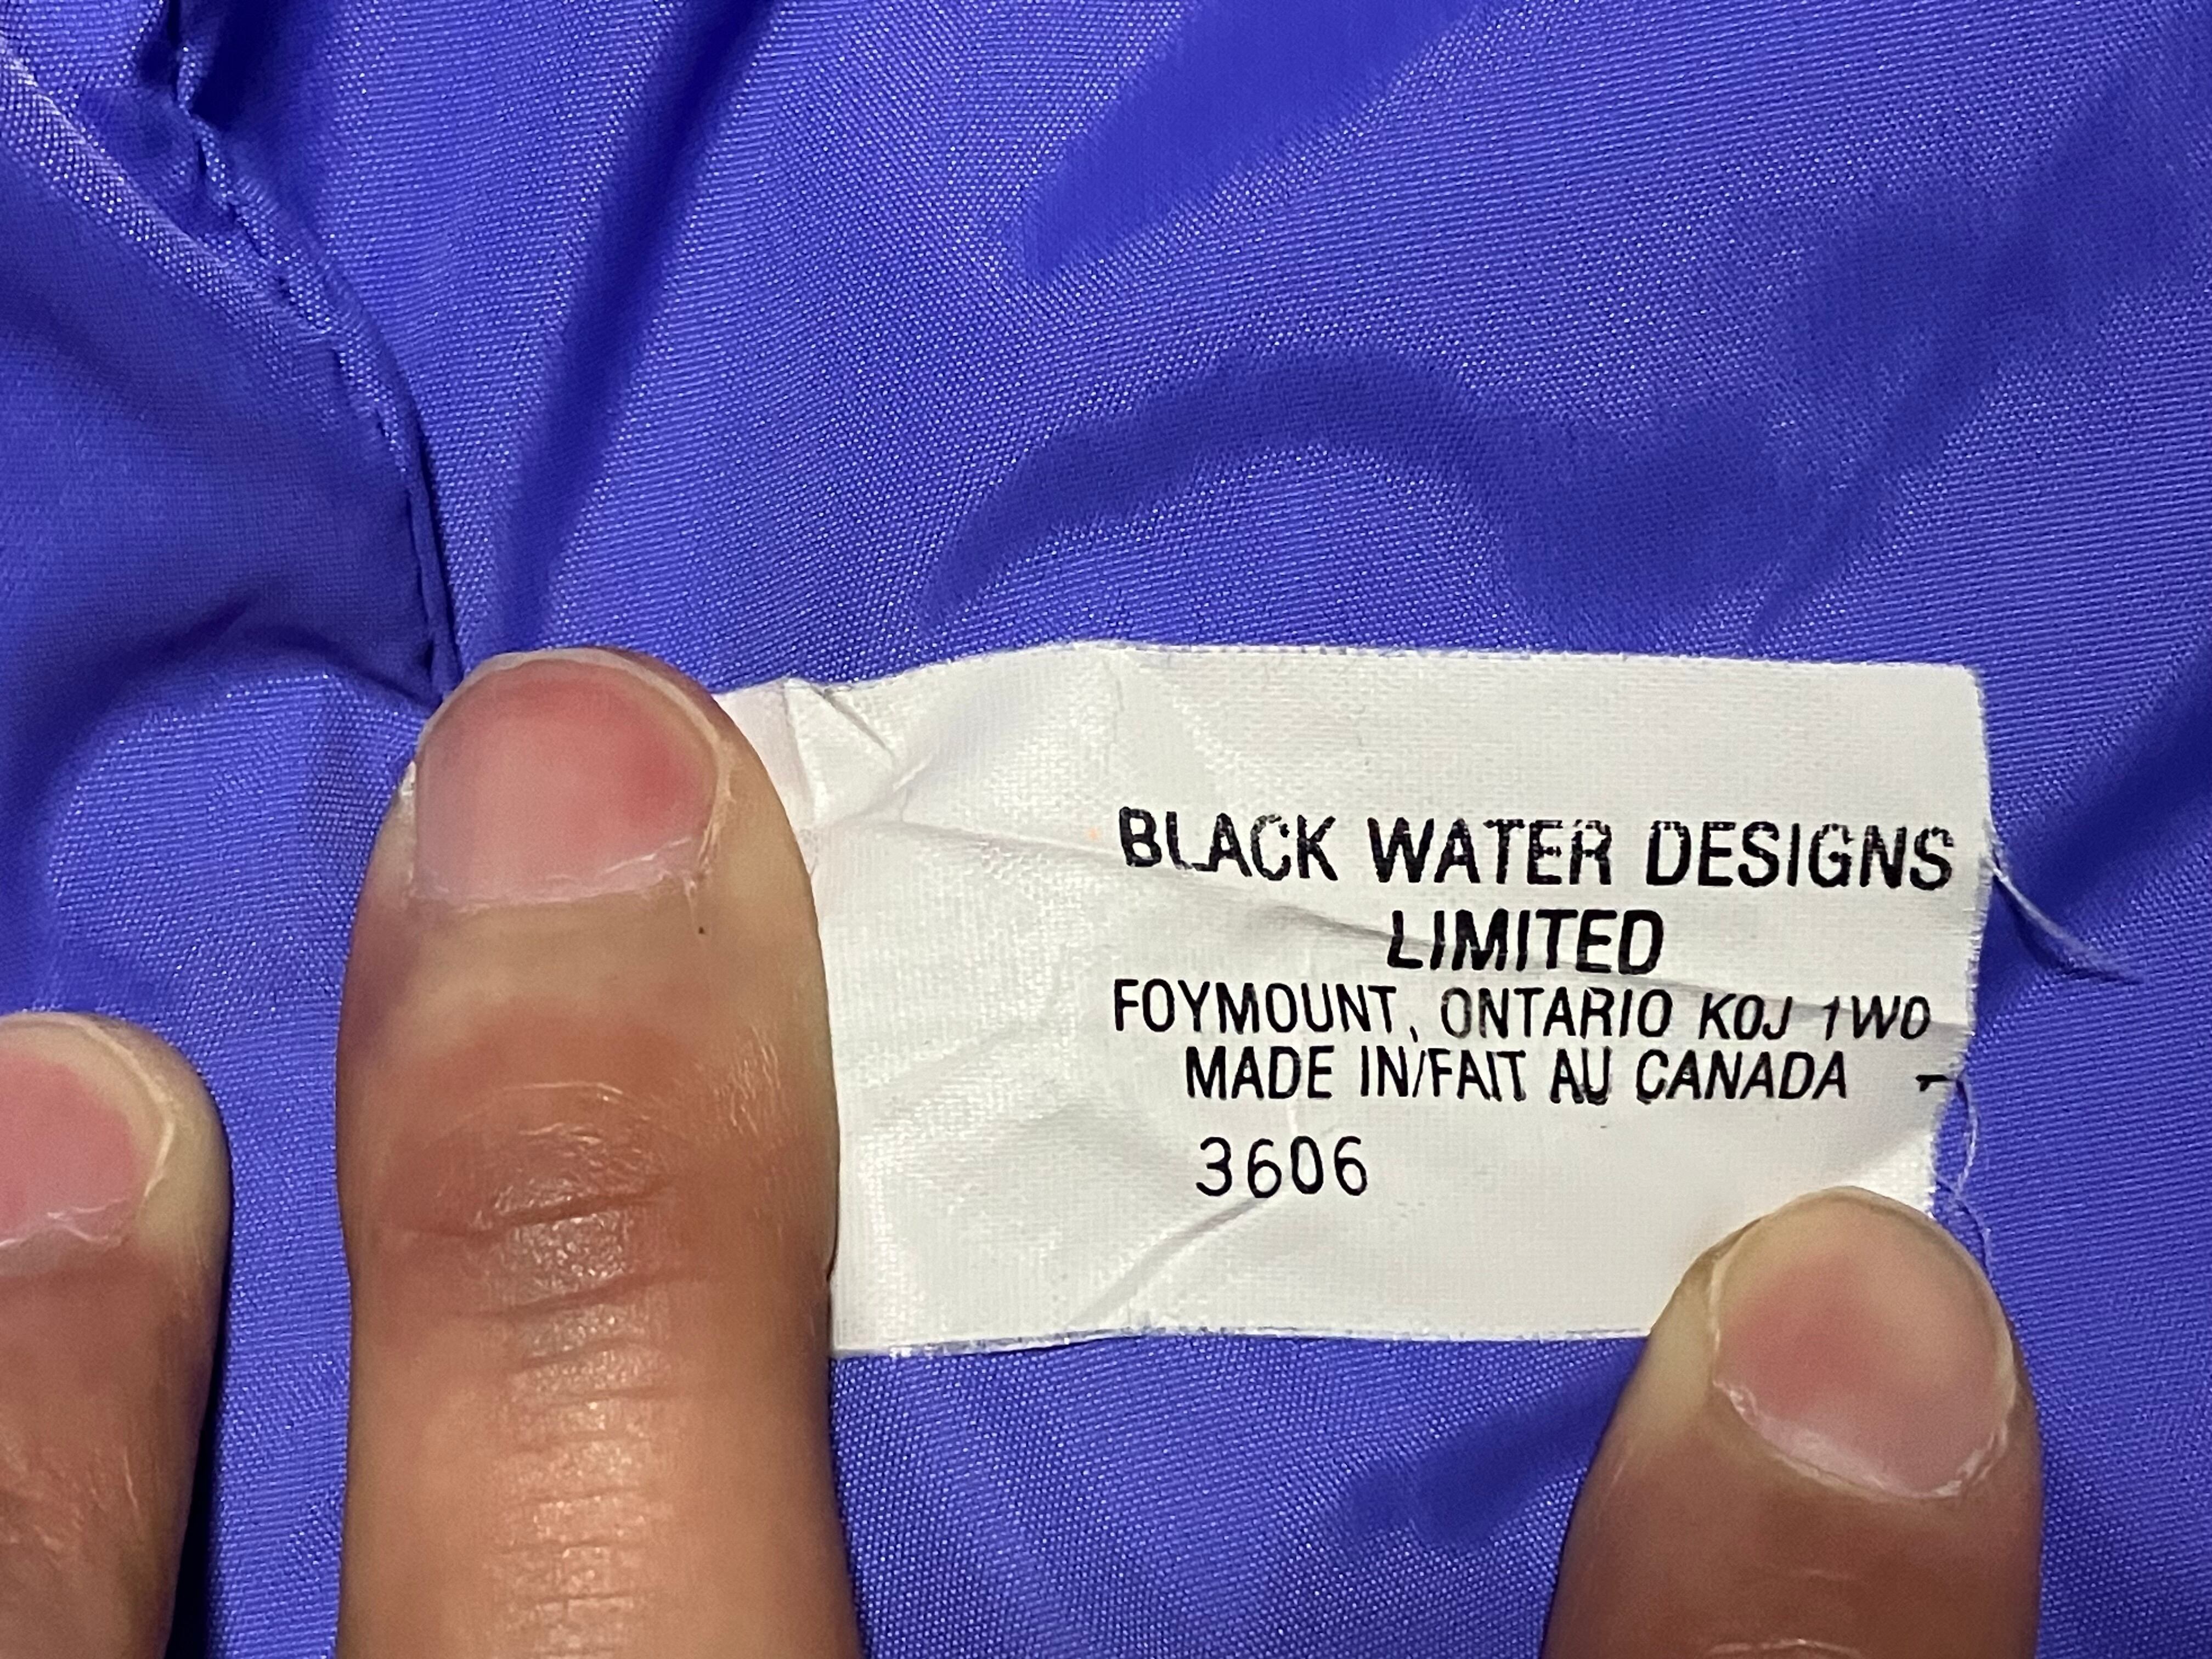 BLACK WATER DESIGNS
LIMITED
FOYMOUNT, ONTARIO K0J 1W0
MADE IN/FAIT AU CANADA
3606